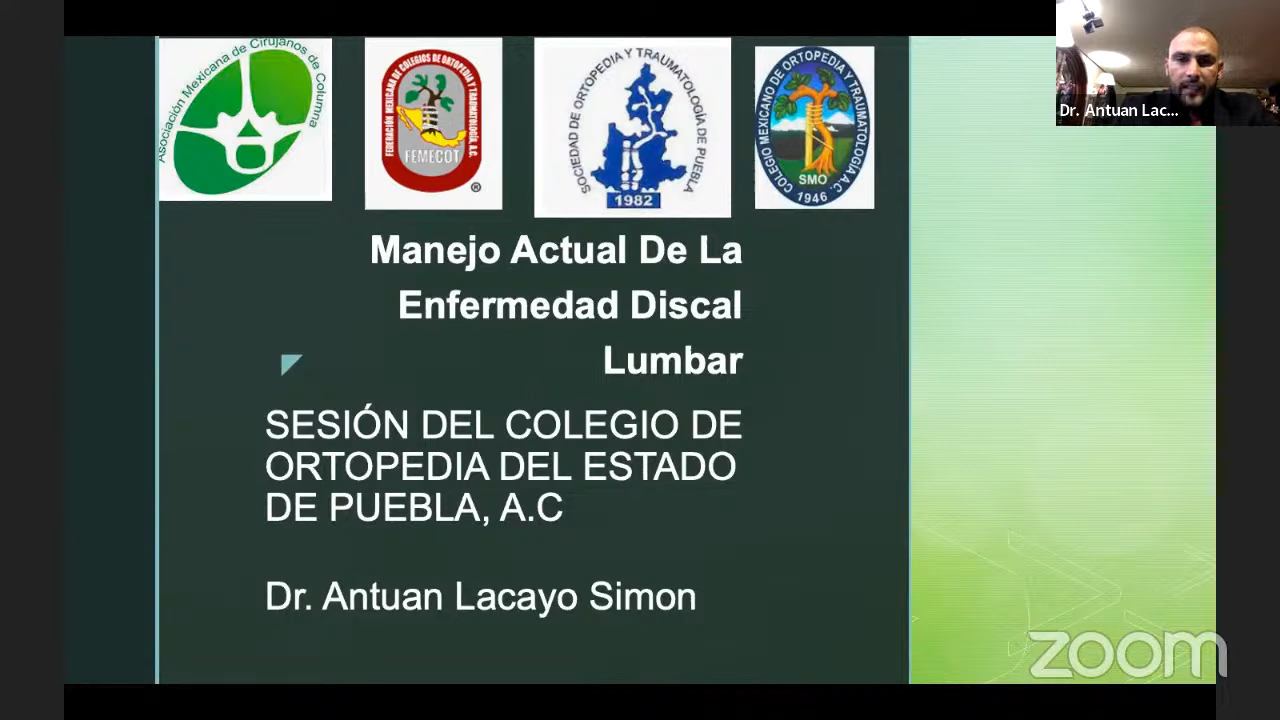 Asociación Mexicana de Cirujanos de Columna
FEDERACIÓN MEXICANA DE COLEGIOS DE ORTOPEDIA Y TRAUMATOLOGÍA, A.C.
FEMECOT
®
SOCIEDAD DE ORTOPEDIA Y TRAUMATOLOGÍA DE PUEBLA
1982
COLEGIO MEXICANO DE ORTOPEDIA Y TRAUMATOLOGIA A.C.
SMO
1946
Dr. Antuan Lac...
Manejo Actual De La
Enfermedad Discal
Lumbar
SESIÓN DEL COLEGIO DE
ORTOPEDIA DEL ESTADO
DE PUEBLA, A.C
Dr. Antuan Lacayo Simon
zoom